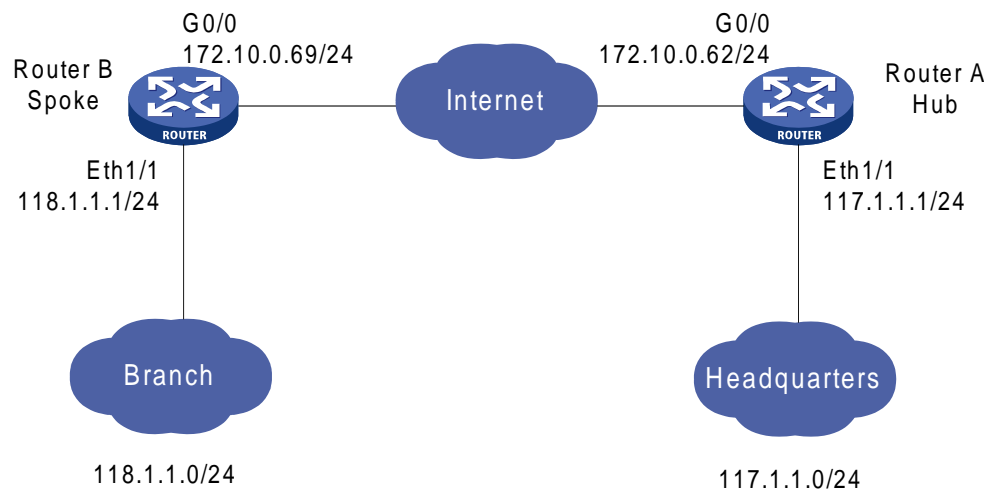 G0/0
172.10.0.69/24
G0/0
172.10.0.62/24
Router B
Spoke
Internet
Router A
Hub
ROUTER
ROUTER
Eth1/1
118.1.1.1/24
Eth1/1
117.1.1.1/24
Branch
Headquarters
118.1.1.0/24
117.1.1.0/24